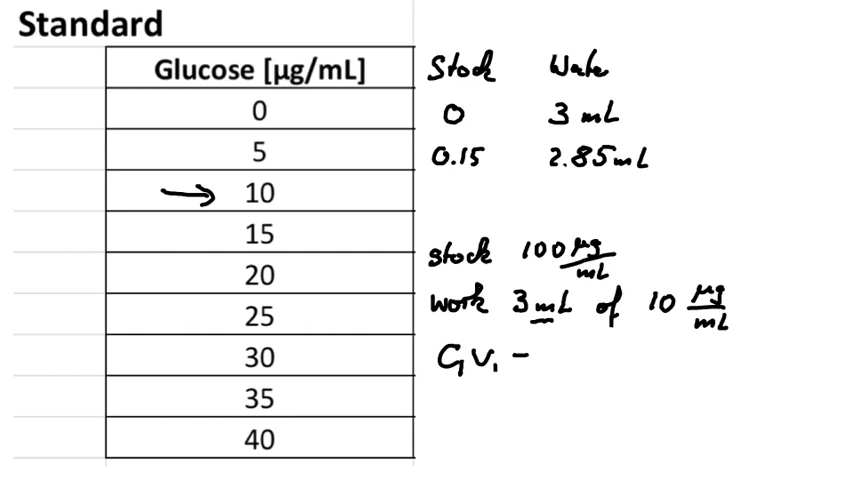 Standard
Glucose [µg/mL] Stock Water
0 0 3 mL
5 0.15 2.85 mL
→ 10
15
stock 100 µg/mL
20
work 3 mL of 10 µg/mL
25
30 C₁V₁ =
35
40